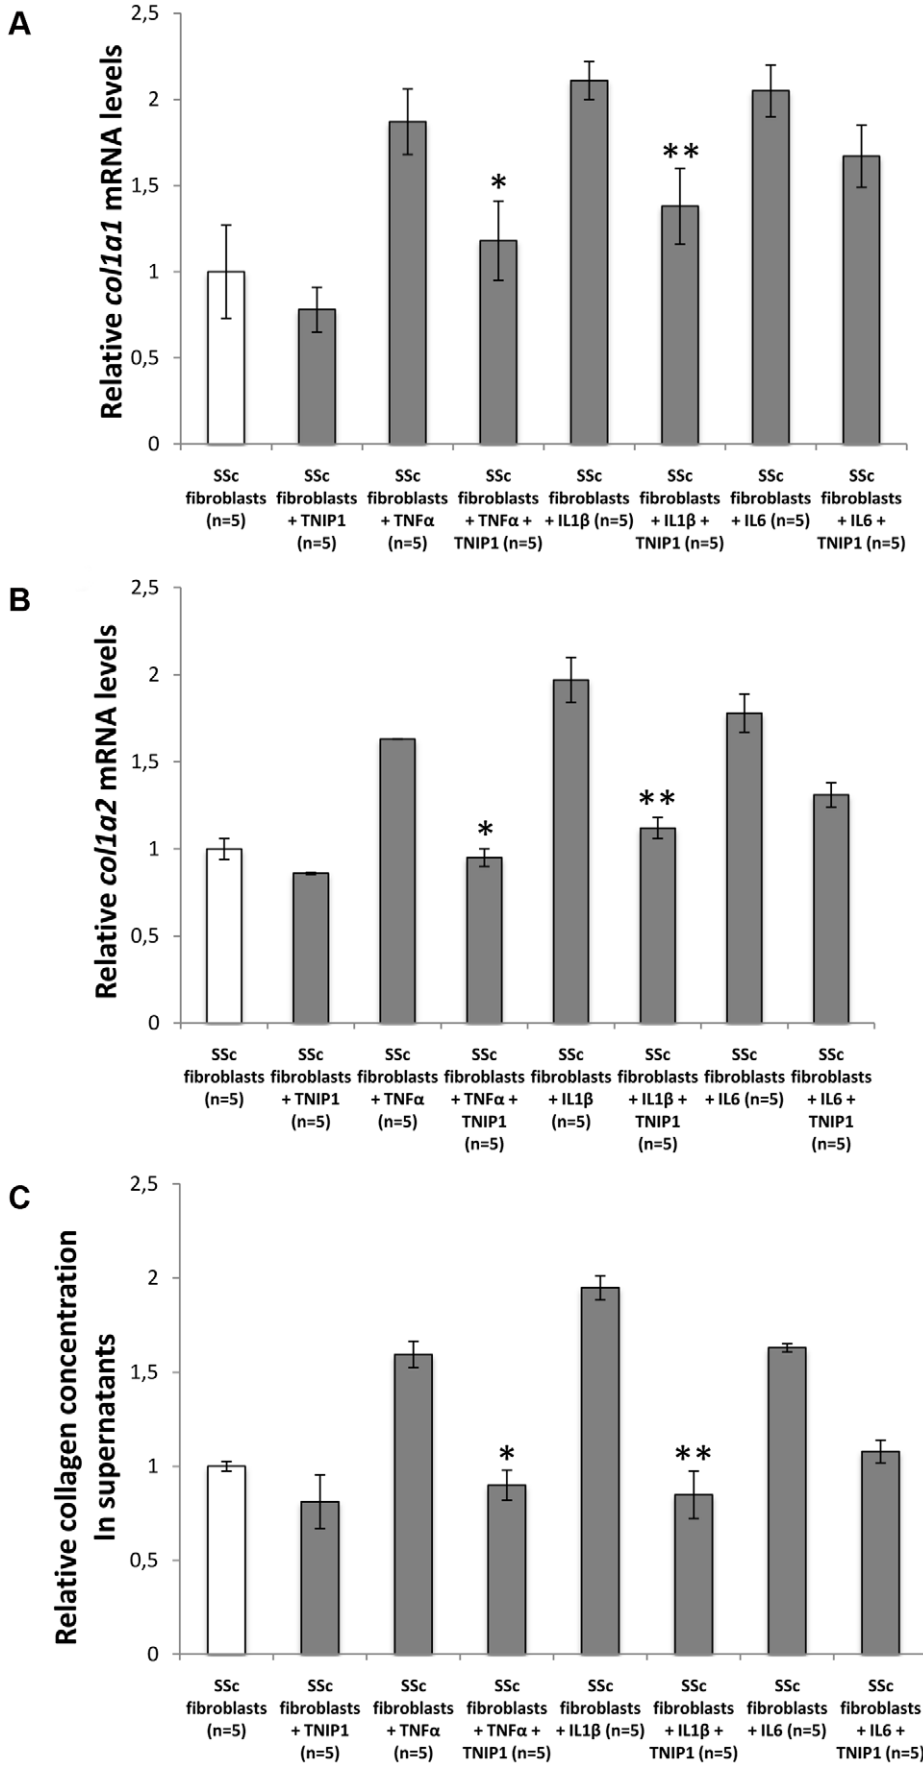 A
Relative col1a1 mRNA levels
2,5
2
1,5
1
0,5
0
*
**
SSc
fibroblasts
(n=5)
SSc
fibroblasts
+ TNIP1
(n=5)
SSc
fibroblasts
+ TNFα
(n=5)
SSc
fibroblasts
+ TNFα +
TNIP1 (n=5)
SSc
fibroblasts
+ IL1β (n=5)
SSc
fibroblasts
+ IL1β +
TNIP1 (n=5)
SSc
fibroblasts
+ IL6 (n=5)
SSc
fibroblasts
+ IL6 +
TNIP1 (n=5)
B
Relative col1a2 mRNA levels
2,5
2
1,5
1
0,5
0
*
**
SSc
fibroblasts
(n=5)
SSc
fibroblasts
+ TNIP1
(n=5)
SSc
fibroblasts
+ TNFα
(n=5)
SSc
fibroblasts
+ TNFα +
TNIP1
(n=5)
SSc
fibroblasts
+ IL1β
(n=5)
SSc
fibroblasts
+ IL1β +
TNIP1
(n=5)
SSc
fibroblasts
+ IL6 (n=5)
SSc
fibroblasts
+ IL6 +
TNIP1
(n=5)
C
Relative collagen concentration
In supernatants
2,5
2
1,5
1
0,5
0
*
**
SSc
fibroblasts
(n=5)
SSc
fibroblasts
+ TNIP1
(n=5)
SSc
fibroblasts
+ TNFα
(n=5)
SSc
fibroblasts
+ TNFα +
TNIP1 (n=5)
SSc
fibroblasts
+ IL1β (n=5)
SSc
fibroblasts
+ IL1β +
TNIP1 (n=5)
SSc
fibroblasts
+ IL6 (n=5)
SSc
fibroblasts
+ IL6 +
TNIP1 (n=5)